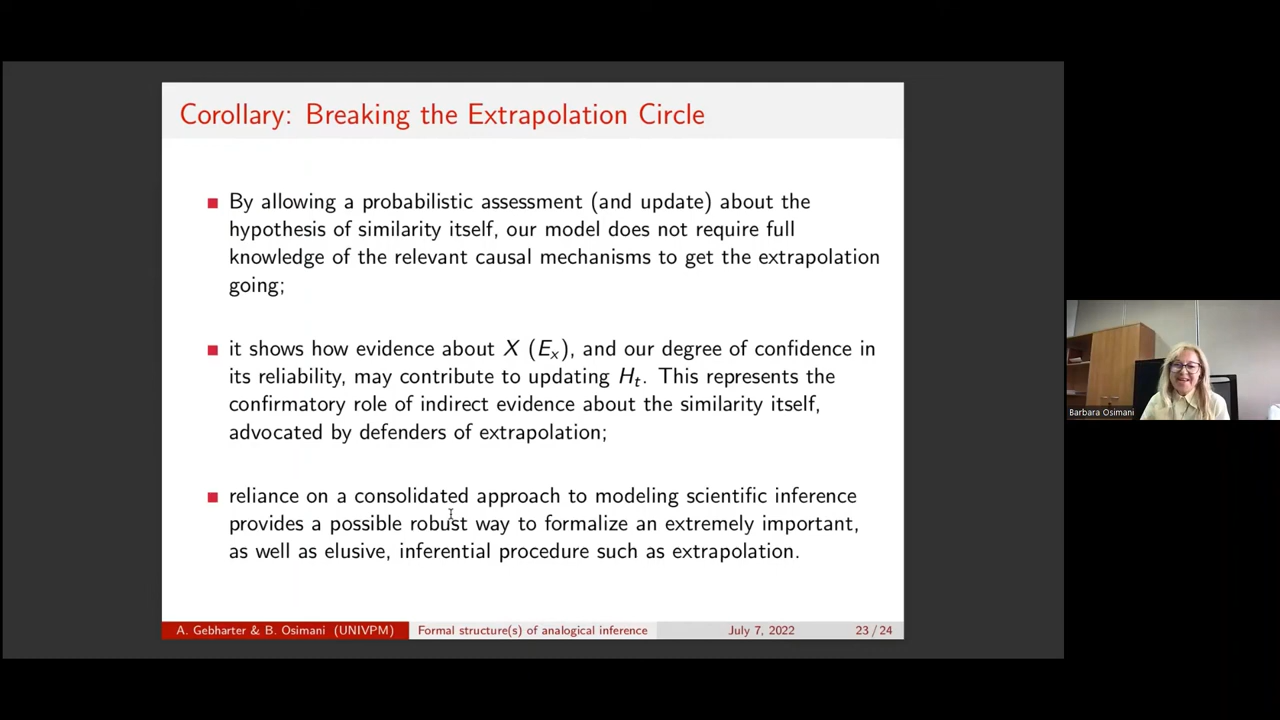 Corollary: Breaking the Extrapolation Circle
By allowing a probabilistic assessment (and update) about the
hypothesis of similarity itself, our model does not require full
knowledge of the relevant causal mechanisms to get the extrapolation
going;
it shows how evidence about X (Eₓ), and our degree of confidence in
its reliability, may contribute to updating Hₜ. This represents the
confirmatory role of indirect evidence about the similarity itself,
advocated by defenders of extrapolation;
reliance on a consolidated approach to modeling scientific inference
provides a possible robust way to formalize an extremely important,
as well as elusive, inferential procedure such as extrapolation.
A. Gebharter & B. Osimani (UNIVPM) Formal structure(s) of analogical inference July 7, 2022 23 / 24
Barbara Osimani